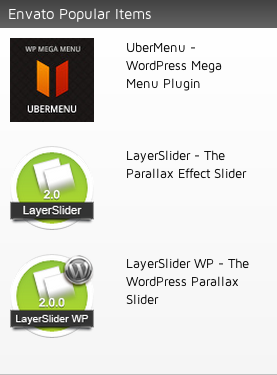 Envato Popular Items
WP MEGA MENU
UBERMENU
UberMenu -
WordPress Mega
Menu Plugin
2.0
LayerSlider
LayerSlider - The
Parallax Effect Slider
W
2.0.0
LayerSlider WP
LayerSlider WP - The
WordPress Parallax
Slider